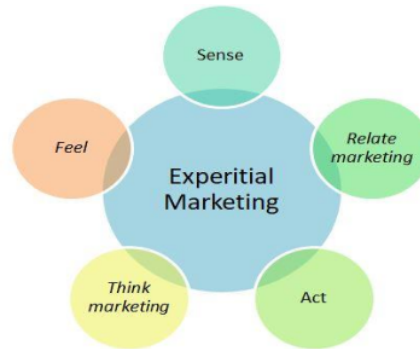 Sense
Feel
Relate
marketing
Experitial
Marketing
Think
marketing
Act